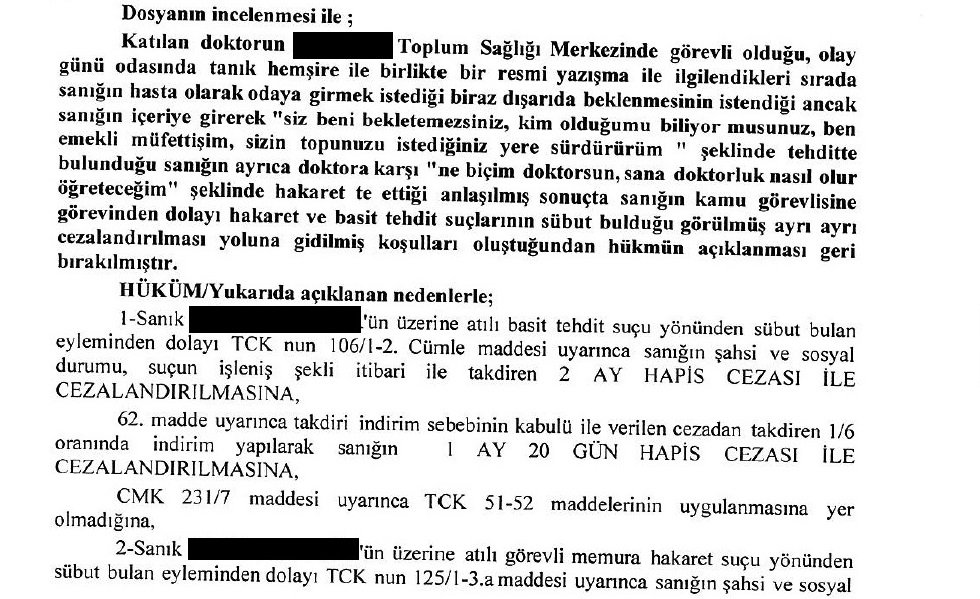 Dosyanın incelenmesi ile ;
Katılan doktorun Toplum Sağlığı Merkezinde görevli olduğu, olay
günü odasında tanık hemşire ile birlikte bir resmi yazışma ile ilgilendikleri sırada
sanığın hasta olarak odaya girmek istediği biraz dışarıda beklenmesinin istendiği ancak
sanığın içeriye girerek "siz beni bekletemezsiniz, kim olduğumu biliyor musunuz, ben
emekli müfettişim, sizin topunuzu istediğiniz yere sürdürürüm " şeklinde tehditte
bulunduğu sanığın ayrıca doktora karşı "ne biçim doktorsun, sana doktorluk nasıl olur
öğreteceğim" şeklinde hakaret te ettiği anlaşılmış sonuçta sanığın kamu görevlisine
görevinden dolayı hakaret ve basit tehdit suçlarının sübut bulduğu görülmüş ayrı ayrı
cezalandırılması yoluna gidilmiş koşulları oluştuğundan hükmün açıklanması geri
bırakılmıştır.
HÜKÜM/Yukarıda açıklanan nedenlerle;
1-Sanık 'ün üzerine atılı basit tehdit suçu yönünden sübut bulan
eyleminden dolayı TCK nun 106/1-2. Cümle maddesi uyarınca sanığın şahsi ve sosyal
durumu, suçun işleniş şekli itibari ile takdiren 2 AY HAPİS CEZASI İLE
CEZALANDIRILMASINA,
62. madde uyarınca takdiri indirim sebebinin kabulü ile verilen cezadan takdiren 1/6
oranında indirim yapılarak sanığın 1 AY 20 GÜN HAPİS CEZASI İLE
CEZALANDIRILMASINA,
CMK 231/7 maddesi uyarınca TCK 51-52 maddelerinin uygulanmasına yer
olmadığına,
2-Sanık 'ün üzerine atılı görevli memura hakaret suçu yönünden
sübut bulan eyleminden dolayı TCK nun 125/1-3.a maddesi uyarınca sanığın şahsi ve sosyal